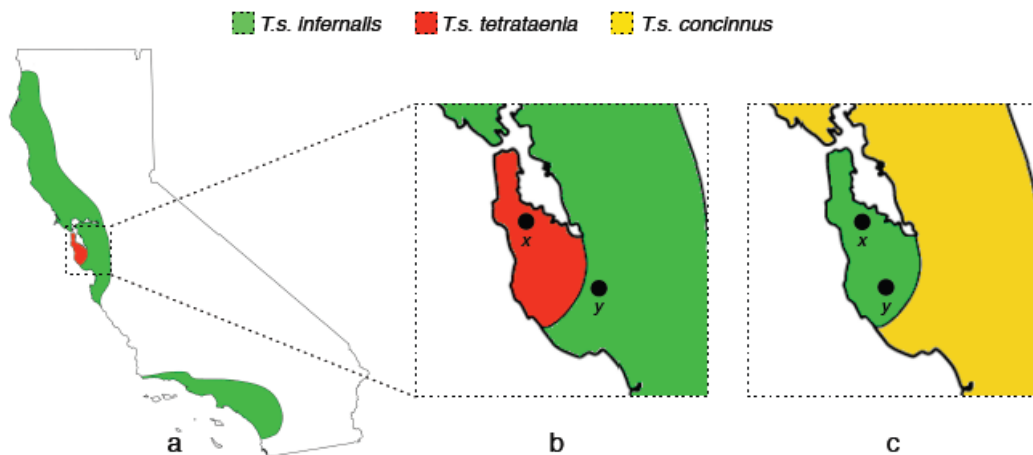 T.s. infernalis T.s. tetrataenia T.s. concinnus
x x
y y
a b c